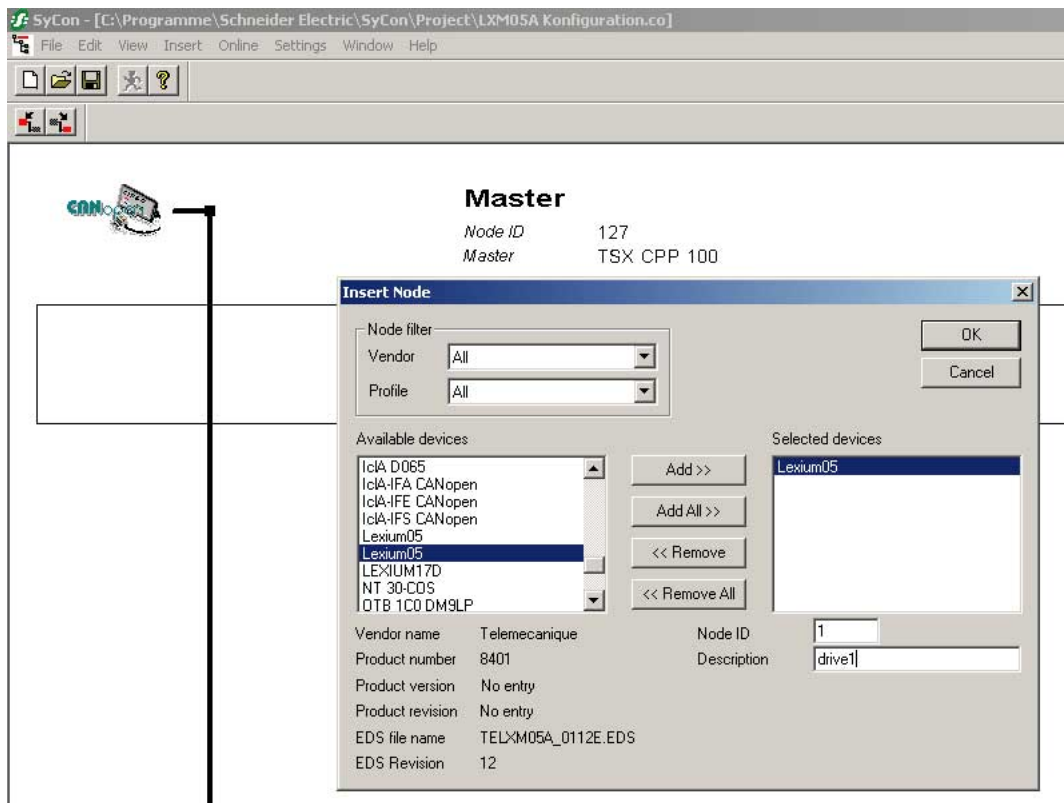 SyCon - [C:\Programme\Schneider Electric\SyCon\Project\LXM05A Konfiguration.co]
File Edit View Insert Online Settings Window Help
CANopen
Master
Node ID 127
Master TSX CPP 100
Insert Node
Node filter
Vendor All
Profile All
OK
Cancel
Available devices
IclA D065
IclA-IFA CANopen
IclA-IFE CANopen
IclA-IFS CANopen
Lexium05
Lexium05
LEXIUM17D
NT 30-COS
OTB 1C0 DM9LP
Add >>
Add All >>
<< Remove
<< Remove All
Selected devices
Lexium05
Vendor name Telemecanique
Product number 8401
Product version No entry
Product revision No entry
EDS file name TELXM05A_0112E.EDS
EDS Revision 12
Node ID 1
Description drive1